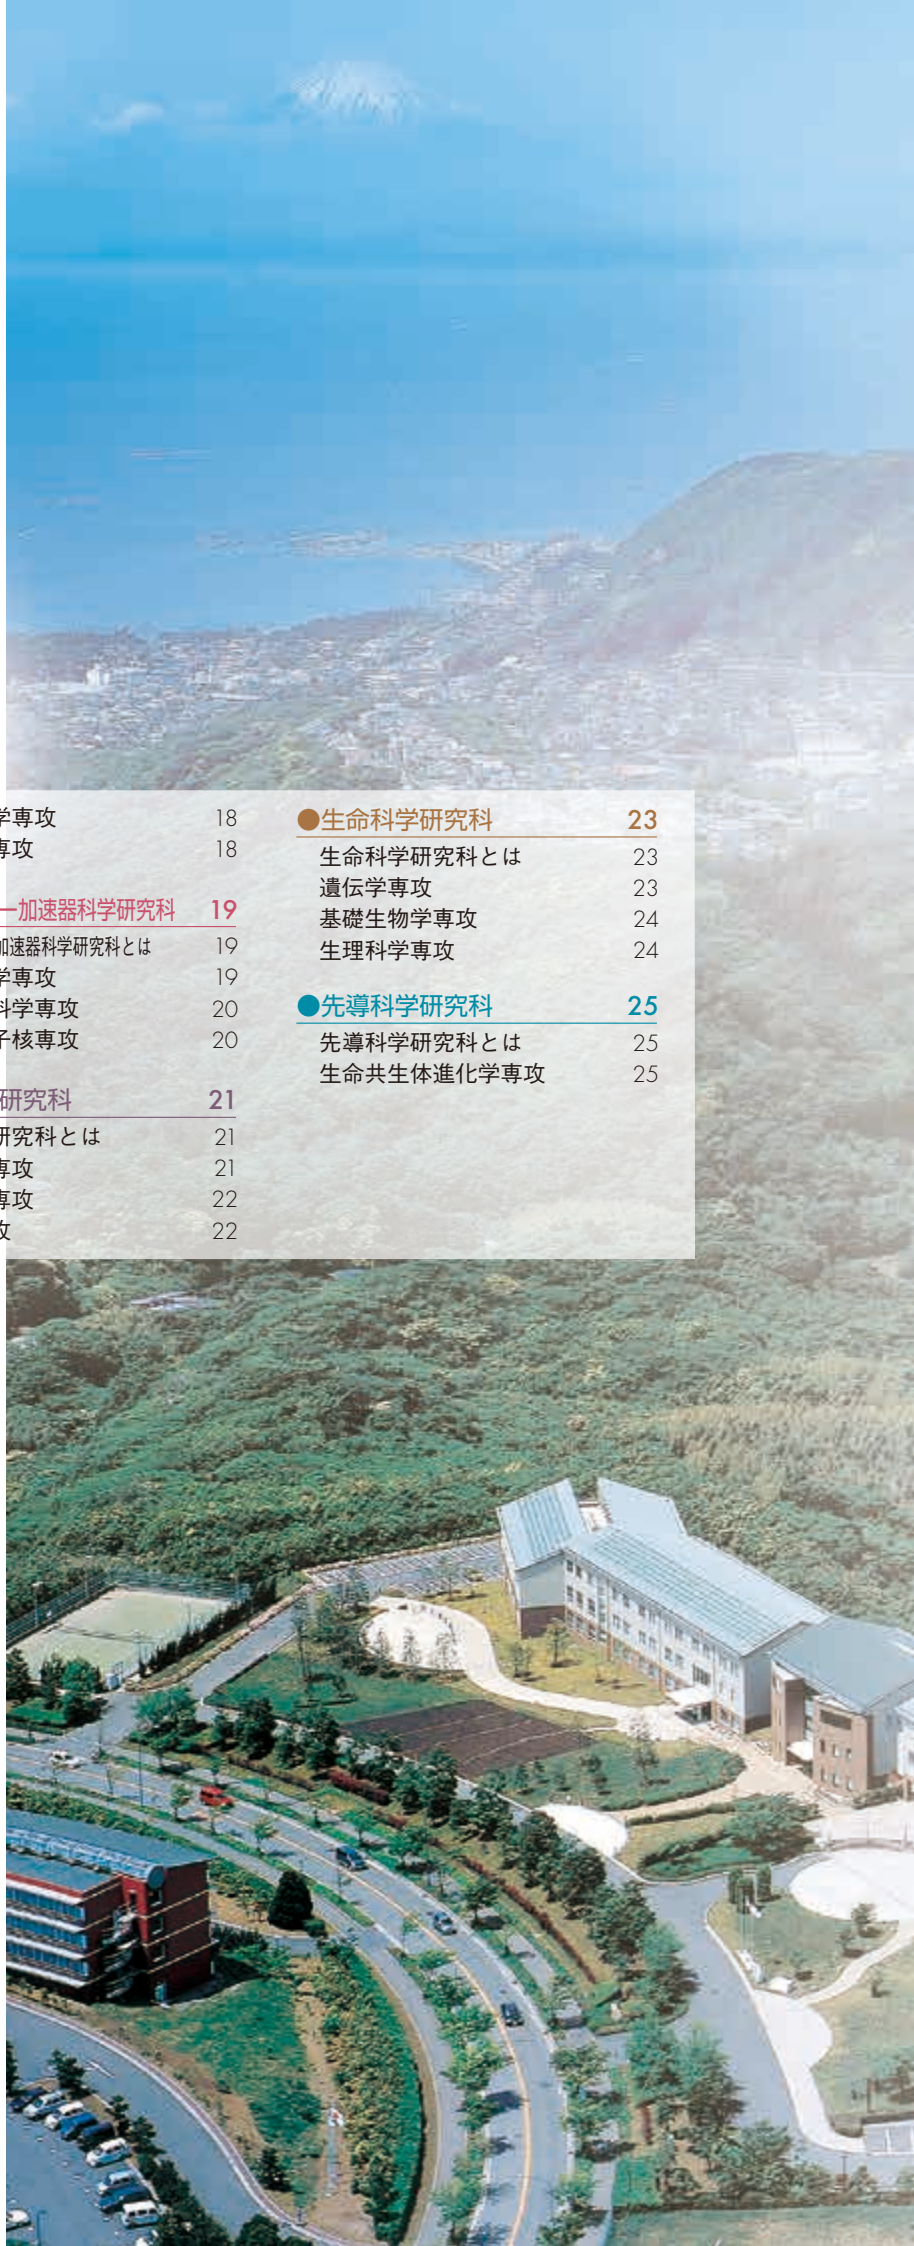 学専攻 18
専攻 18
ー加速器科学研究科 19
加速器科学研究科とは 19
学専攻 19
科学専攻 20
子核専攻 20
研究科 21
研究科とは 21
専攻 21
専攻 22
攻 22
●生命科学研究科 23
生命科学研究科とは 23
遺伝学専攻 23
基礎生物学専攻 24
生理科学専攻 24
●先導科学研究科 25
先導科学研究科とは 25
生命共生体進化学専攻 25